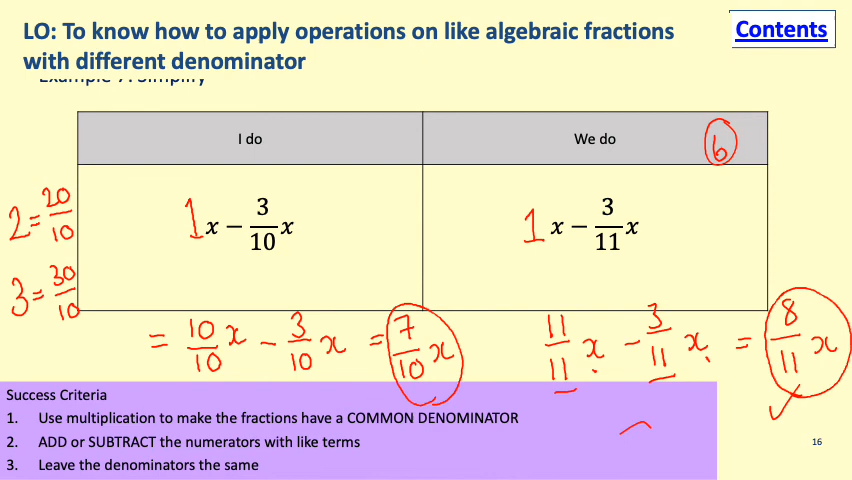 LO: To know how to apply operations on like algebraic fractions
with different denominator
Contents
Example 7: Simplify
I do
We do
6
2 = 20/10
3 = 30/10
1x − 3/10 x
1x − 3/11 x
= 10/10 x − 3/10 x = 7/10 x
11/11 x − 3/11 x = 8/11 x
Success Criteria
1. Use multiplication to make the fractions have a COMMON DENOMINATOR
2. ADD or SUBTRACT the numerators with like terms
3. Leave the denominators the same
16